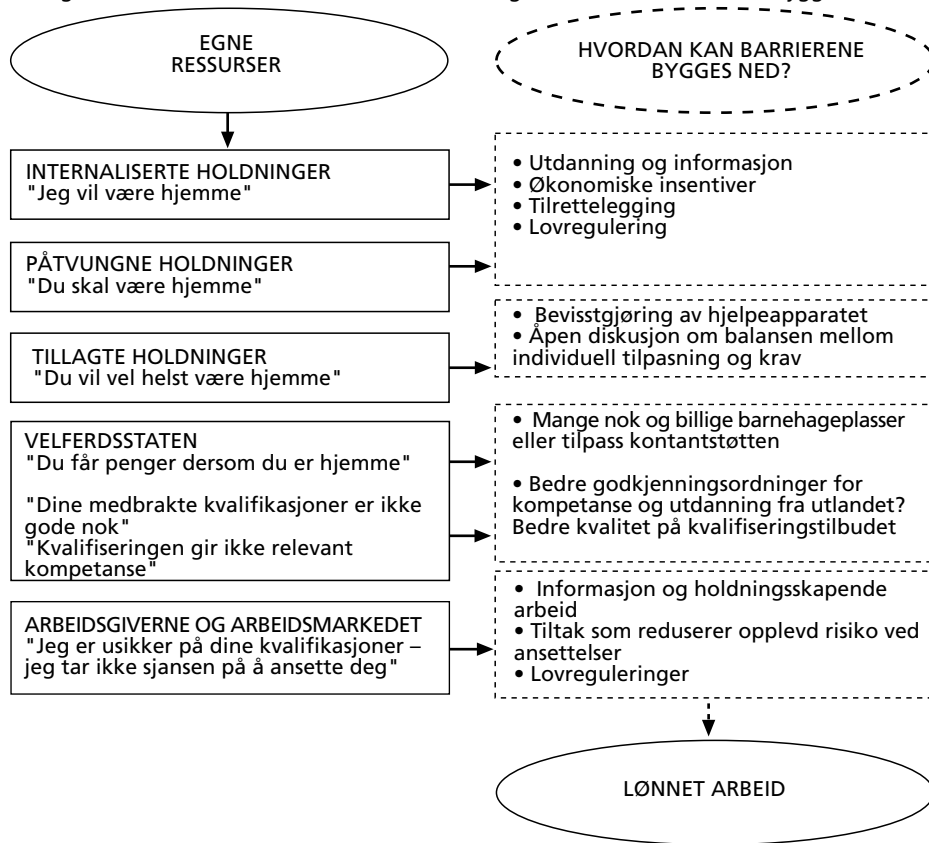 EGNE
RESSURSER
HVORDAN KAN BARRIERENE
BYGGES NED?
INTERNALISERTE HOLDNINGER
"Jeg vil være hjemme"
• Utdanning og informasjon
• Økonomiske insentiver
• Tilrettelegging
• Lovregulering
PÅTVUNGNE HOLDNINGER
"Du skal være hjemme"
TILLAGTE HOLDNINGER
"Du vil vel helst være hjemme"
• Bevisstgjøring av hjelpeapparatet
• Åpen diskusjon om balansen mellom
individuell tilpasning og krav
VELFERDSSTATEN
"Du får penger dersom du er hjemme"
"Dine medbrakte kvalifikasjoner er ikke
gode nok"
"Kvalifiseringen gir ikke relevant
kompetanse"
• Mange nok og billige barnehageplasser
eller tilpass kontantstøtten
• Bedre godkjenningsordninger for
kompetanse og utdanning fra utlandet?
Bedre kvalitet på kvalifiseringstilbudet
ARBEIDSGIVERNE OG ARBEIDSMARKEDET
"Jeg er usikker på dine kvalifikasjoner –
jeg tar ikke sjansen på å ansette deg"
• Informasjon og holdningsskapende
arbeid
• Tiltak som reduserer opplevd risiko ved
ansettelser
• Lovreguleringer
LØNNET ARBEID